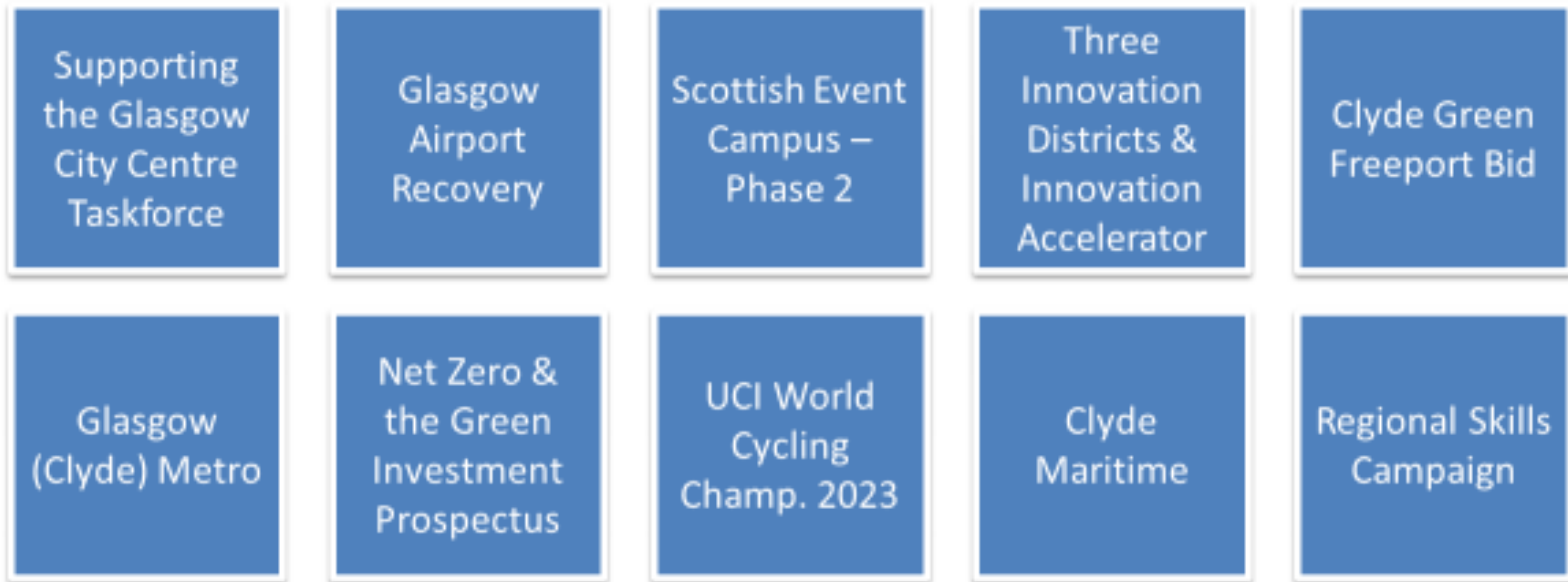 Supporting
the Glasgow
City Centre
Taskforce
Glasgow
Airport
Recovery
Scottish Event
Campus –
Phase 2
Three
Innovation
Districts &
Innovation
Accelerator
Clyde Green
Freeport Bid
Glasgow
(Clyde) Metro
Net Zero &
the Green
Investment
Prospectus
UCI World
Cycling
Champ. 2023
Clyde
Maritime
Regional Skills
Campaign